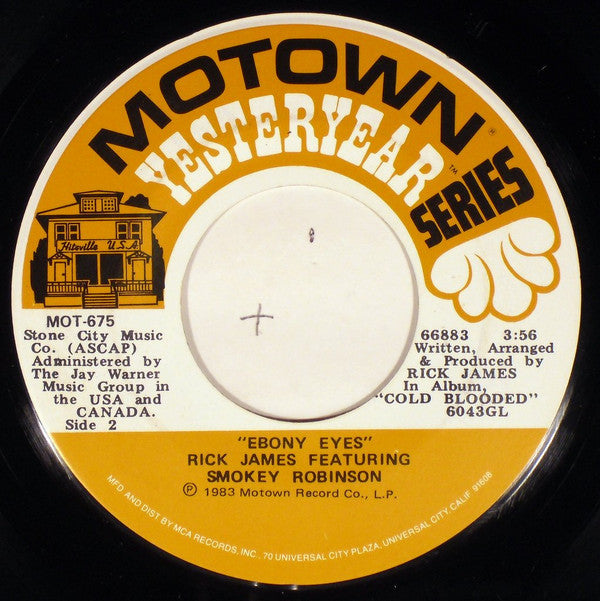 MOTOWN®
YESTERYEAR™
SERIES
Hitsville U.S.A.
MOT-675
Stone City Music
Co. (ASCAP)
Administered by
The Jay Warner
Music Group in
the USA and
CANADA.
Side 2
66883 3:56
Written, Arranged
& Produced by
RICK JAMES
In Album,
"COLD BLOODED"
6043GL
"EBONY EYES"
RICK JAMES FEATURING
SMOKEY ROBINSON
℗ 1983 Motown Record Co., L.P.
MFD AND DIST BY MCA RECORDS, INC., 70 UNIVERSAL CITY PLAZA, UNIVERSAL CITY, CALIF. 91608